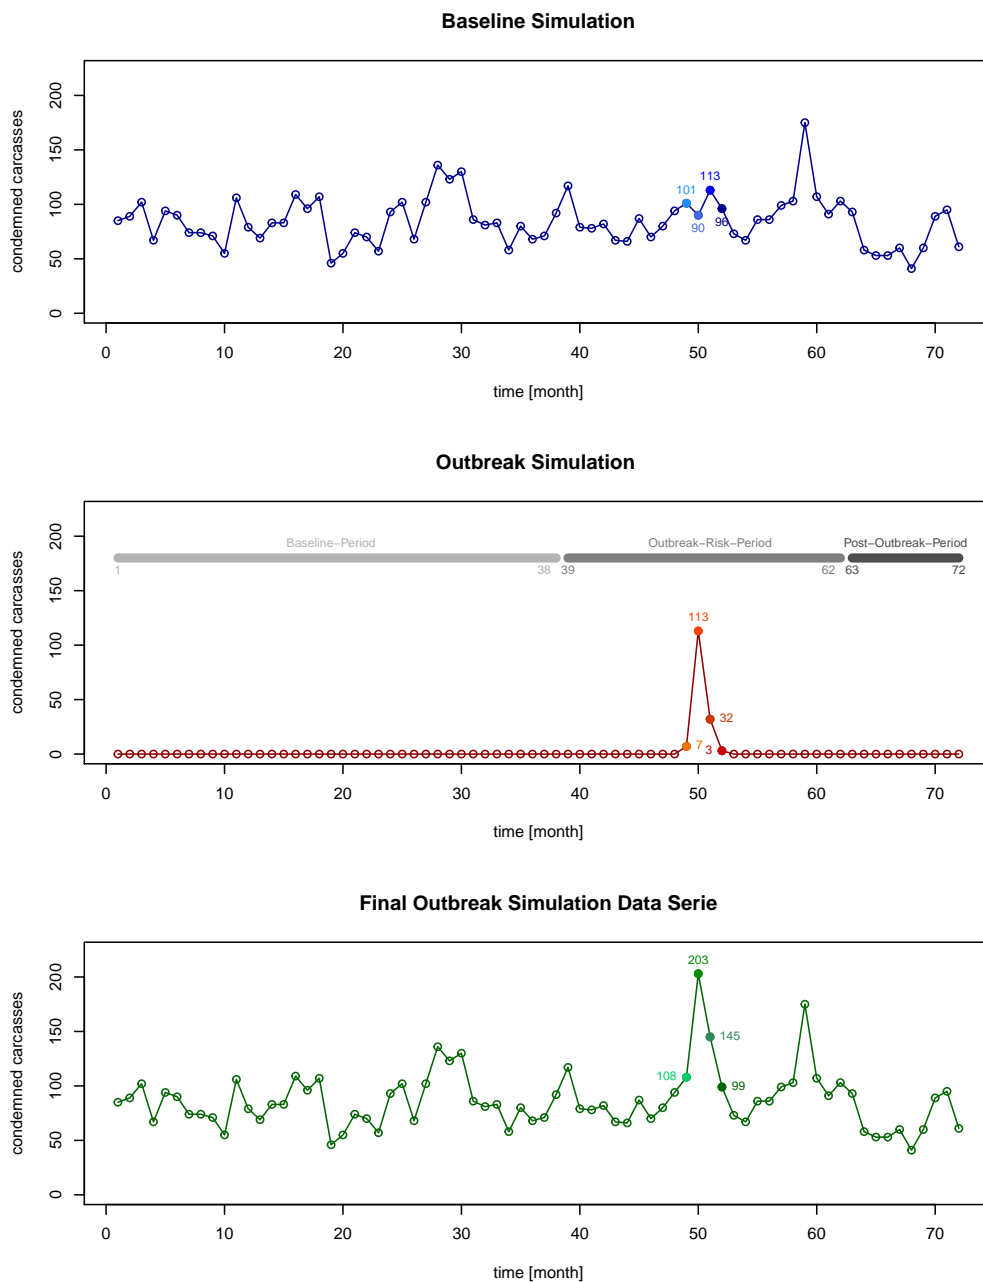 Baseline Simulation
condemned carcasses
200
150
100
50
0
101
90
113
96
0 10 20 30 40 50 60 70
time [month]
Outbreak Simulation
condemned carcasses
200
150
100
50
0
Baseline−Period Outbreak−Risk−Period Post−Outbreak−Period
1 38 39 62 63 72
113
32
7 3
0 10 20 30 40 50 60 70
time [month]
Final Outbreak Simulation Data Serie
condemned carcasses
200
150
100
50
0
203
145
108
99
0 10 20 30 40 50 60 70
time [month]